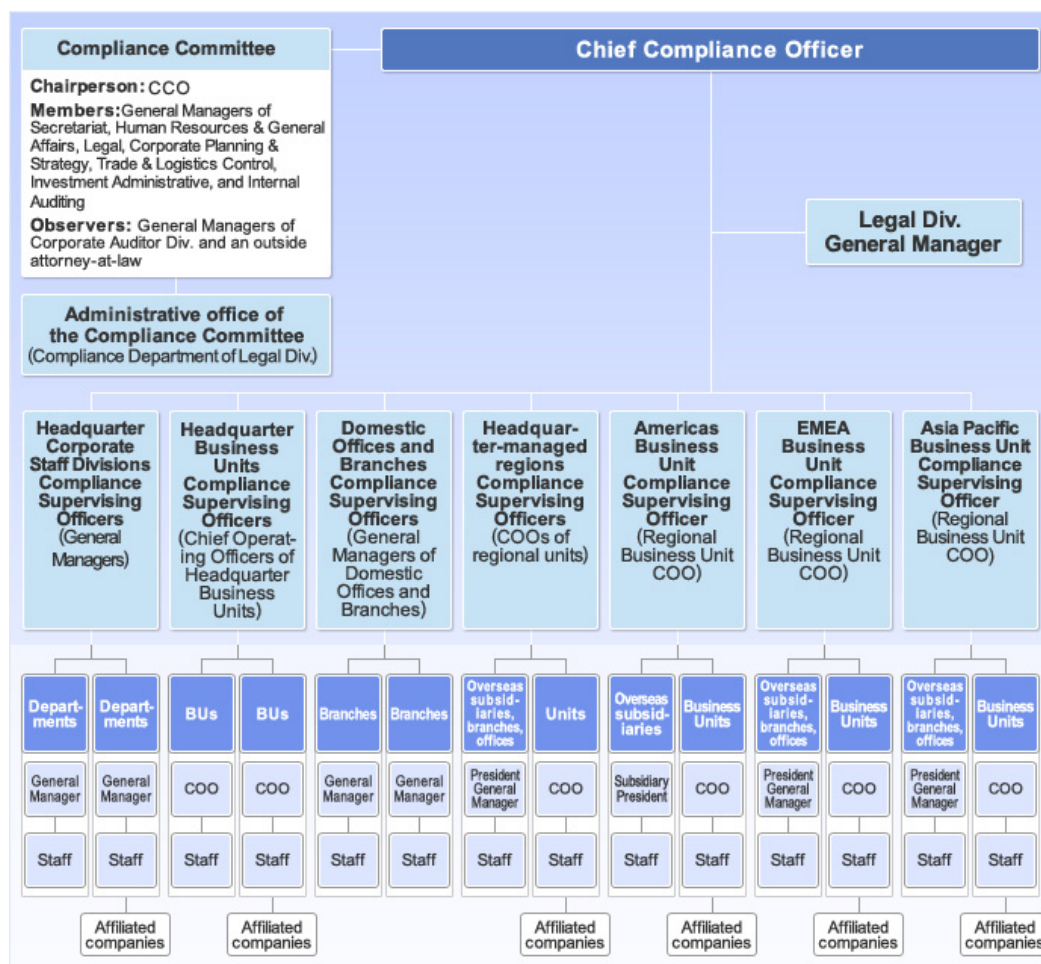 Compliance Committee
Chief Compliance Officer
Chairperson: CCO
Members:General Managers of
Secretariat, Human Resources & General
Affairs, Legal, Corporate Planning &
Strategy, Trade & Logistics Control,
Investment Administrative, and Internal
Auditing
Observers: General Managers of
Corporate Auditor Div. and an outside
attorney-at-law
Legal Div.
General Manager
Administrative office of
the Compliance Committee
(Compliance Department of Legal Div.)
Headquarter
Corporate
Staff Divisions
Compliance
Supervising
Officers
(General
Managers)
Headquarter
Business
Units
Compliance
Supervising
Officers
(Chief Operat-
ing Officers of
Headquarter
Business
Units)
Domestic
Offices and
Branches
Compliance
Supervising
Officers
(General
Managers of
Domestic
Offices and
Branches)
Headquar-
ter-managed
regions
Compliance
Supervising
Officers
(COOs of
regional units)
Americas
Business
Unit
Compliance
Supervising
Officer
(Regional
Business Unit
COO)
EMEA
Business
Unit
Compliance
Supervising
Officer
(Regional
Business Unit
COO)
Asia Pacific
Business Unit
Compliance
Supervising
Officer
(Regional
Business Unit
COO)
Depart-
ments
Depart-
ments
BUs
BUs
Branches
Branches
Overseas
subsid-
iaries,
branches,
offices
Units
Overseas
subsid-
iaries
Business
Units
Overseas
subsid-
iaries,
branches,
offices
Business
Units
Overseas
subsid-
iaries,
branches,
offices
Business
Units
General
Manager
General
Manager
COO
COO
General
Manager
General
Manager
President
General
Manager
COO
Subsidiary
President
COO
President
General
Manager
COO
President
General
Manager
COO
Staff
Staff
Staff
Staff
Staff
Staff
Staff
Staff
Staff
Staff
Staff
Staff
Staff
Staff
Affiliated
companies
Affiliated
companies
Affiliated
companies
Affiliated
companies
Affiliated
companies
Affiliated
companies